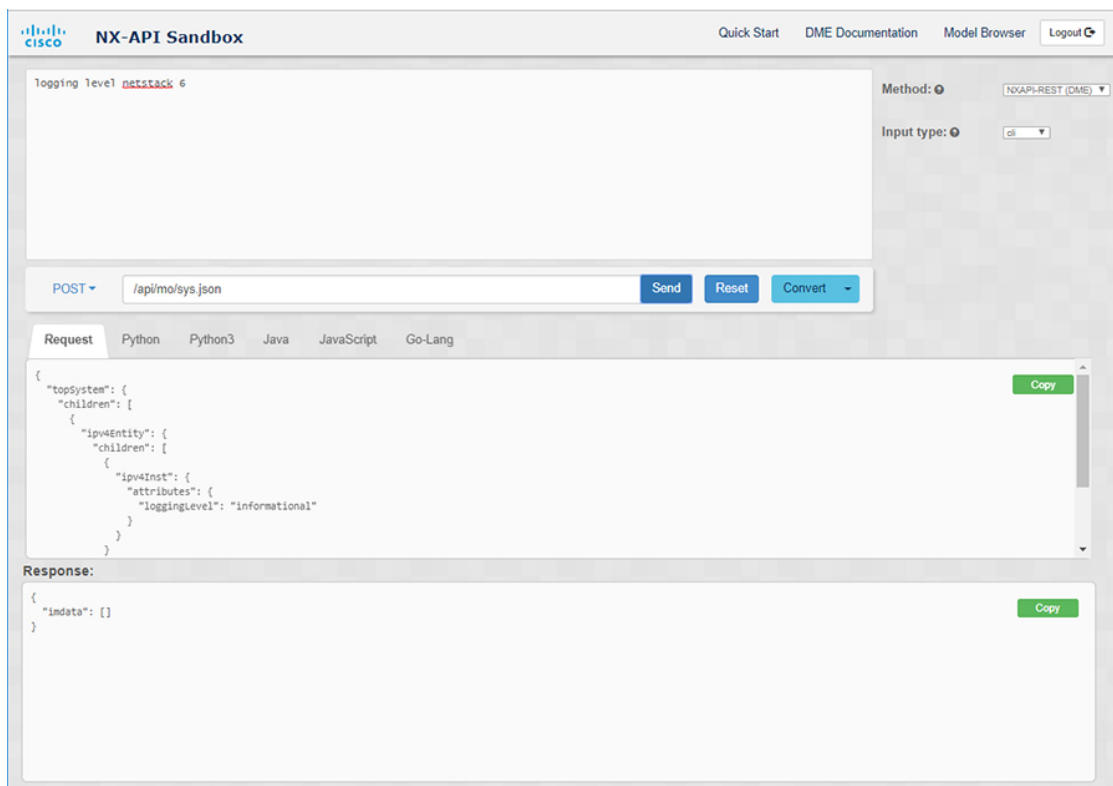 CISCO
NX-API Sandbox
Quick Start
DME Documentation
Model Browser
Logout
logging level netstack 6
Method:
NXAPI-REST (DME)
Input type:
cli
POST
/api/mo/sys.json
Send
Reset
Convert
Request
Python
Python3
Java
JavaScript
Go-Lang
{
"topSystem": {
"children": [
{
"ipv4Entity": {
"children": [
{
"ipv4Inst": {
"attributes": {
"loggingLevel": "informational"
}
}
}
Copy
Response:
{
"imdata": []
}
Copy